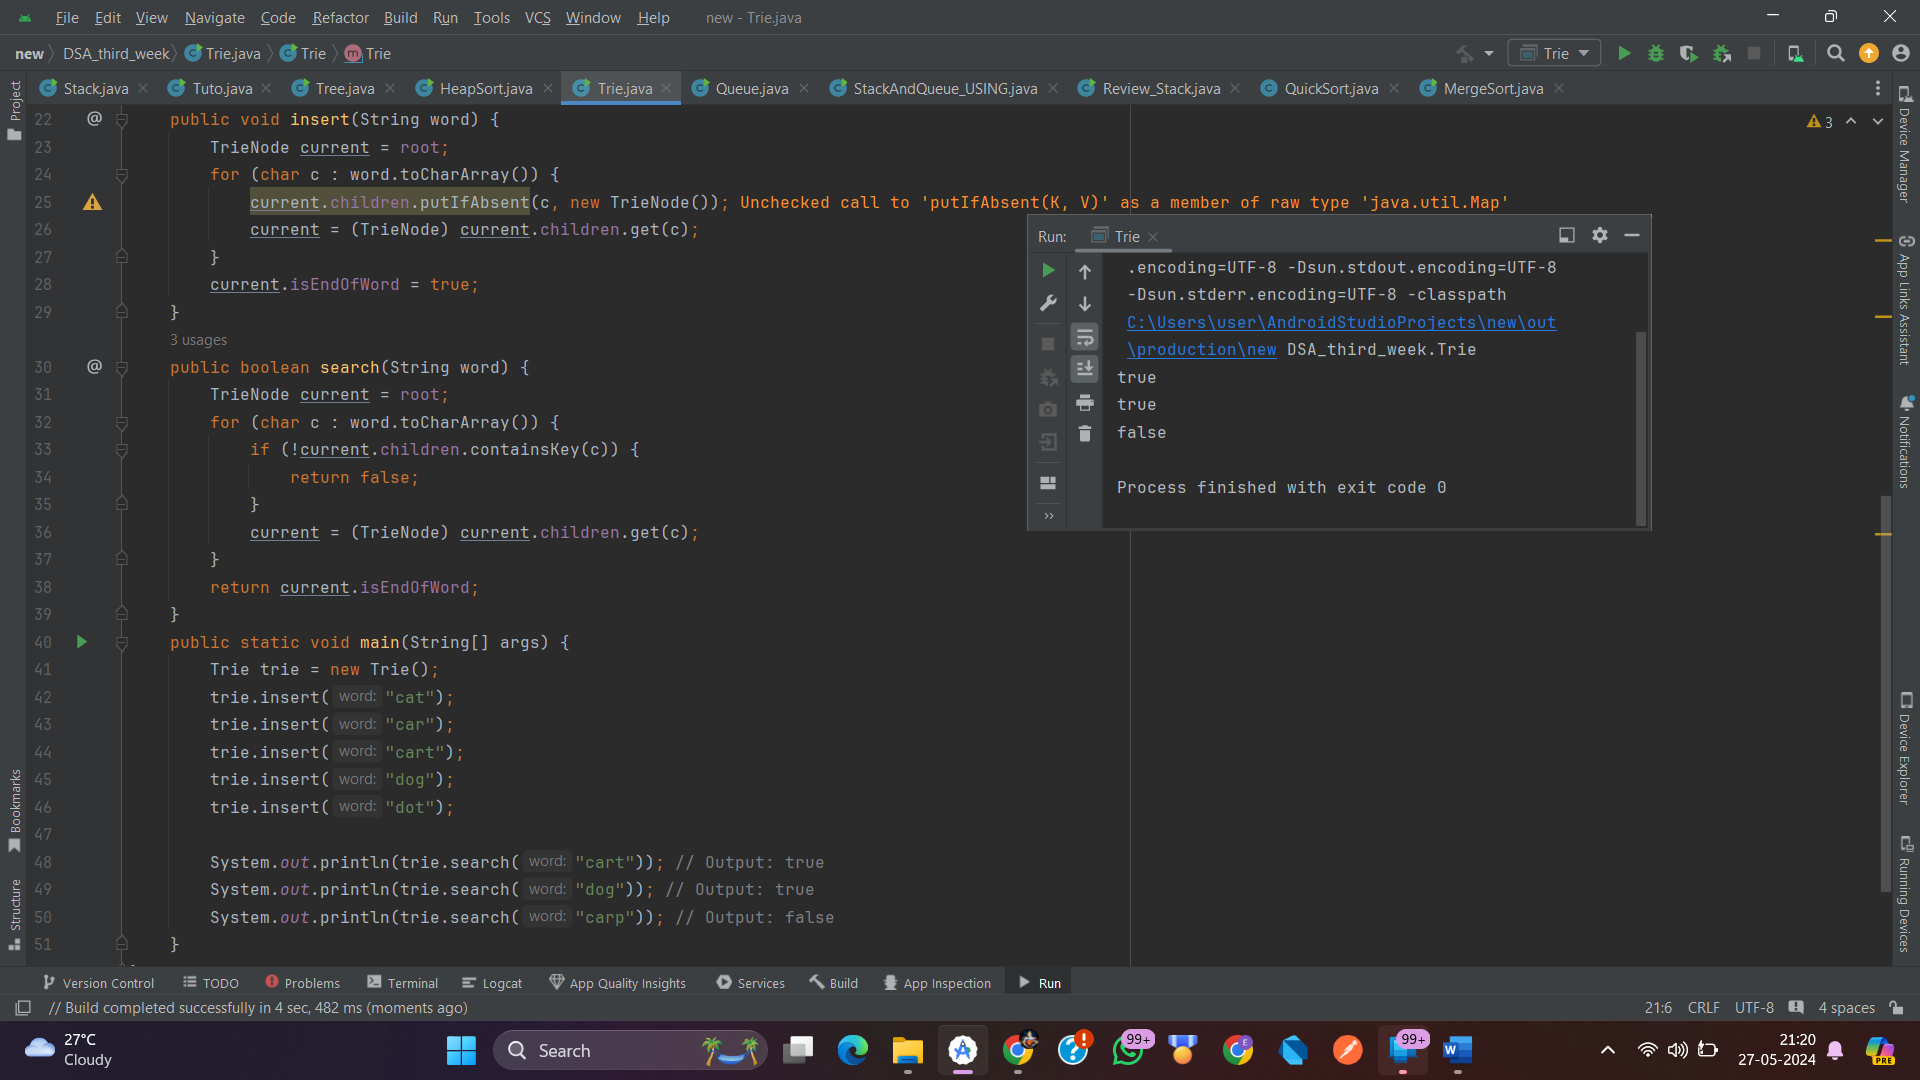 File Edit View Navigate Code Refactor Build Run Tools VCS Window Help new - Trie.java
new DSA_third_week Trie.java Trie m Trie
Trie
Stack.java Tuto.java Tree.java HeapSort.java Trie.java Queue.java StackAndQueue_USING.java Review_Stack.java QuickSort.java MergeSort.java
Project
Bookmarks
Structure
22 @ public void insert(String word) {
23 TrieNode current = root;
24 for (char c : word.toCharArray()) {
25 current.children.putIfAbsent(c, new TrieNode()); Unchecked call to 'putIfAbsent(K, V)' as a member of raw type 'java.util.Map'
26 current = (TrieNode) current.children.get(c);
27 }
28 current.isEndOfWord = true;
29 }
3 usages
30 @ public boolean search(String word) {
31 TrieNode current = root;
32 for (char c : word.toCharArray()) {
33 if (!current.children.containsKey(c)) {
34 return false;
35 }
36 current = (TrieNode) current.children.get(c);
37 }
38 return current.isEndOfWord;
39 }
40 public static void main(String[] args) {
41 Trie trie = new Trie();
42 trie.insert( word: "cat");
43 trie.insert( word: "car");
44 trie.insert( word: "cart");
45 trie.insert( word: "dog");
46 trie.insert( word: "dot");
47
48 System.out.println(trie.search( word: "cart")); // Output: true
49 System.out.println(trie.search( word: "dog")); // Output: true
50 System.out.println(trie.search( word: "carp")); // Output: false
51 }
3
Run: Trie
.encoding=UTF-8 -Dsun.stdout.encoding=UTF-8
-Dsun.stderr.encoding=UTF-8 -classpath
C:\Users\user\AndroidStudioProjects\new\out
\production\new DSA_third_week.Trie
true
true
false
Process finished with exit code 0
Device Manager
App Links Assistant
Notifications
Device Explorer
Running Devices
Version Control TODO Problems Terminal Logcat App Quality Insights Services Build App Inspection Run
// Build completed successfully in 4 sec, 482 ms (moments ago) 21:6 CRLF UTF-8 4 spaces
27°C
Cloudy
Search
99+
99+
21:20
27-05-2024
PRE